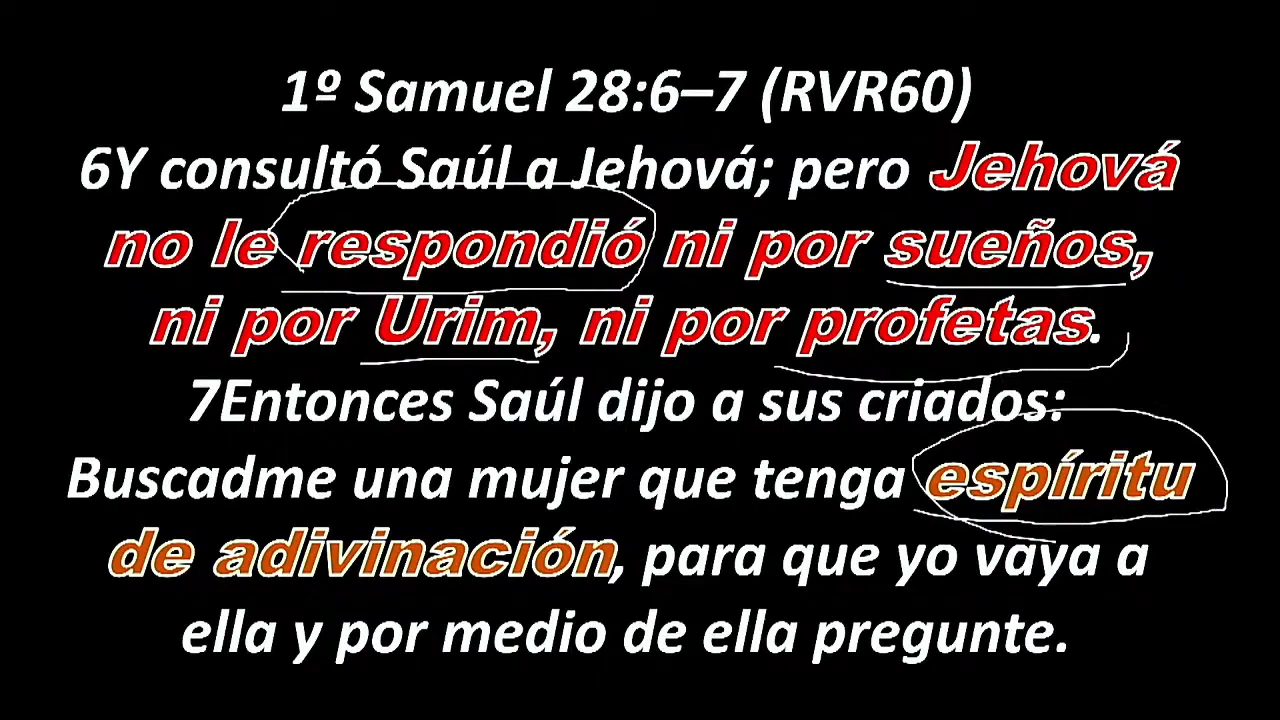 1º Samuel 28:6–7 (RVR60)
6Y consultó Saúl a Jehová; pero Jehová
no le respondió ni por sueños,
ni por Urim, ni por profetas.
7Entonces Saúl dijo a sus criados:
Buscadme una mujer que tenga espíritu
de adivinación, para que yo vaya a
ella y por medio de ella pregunte.